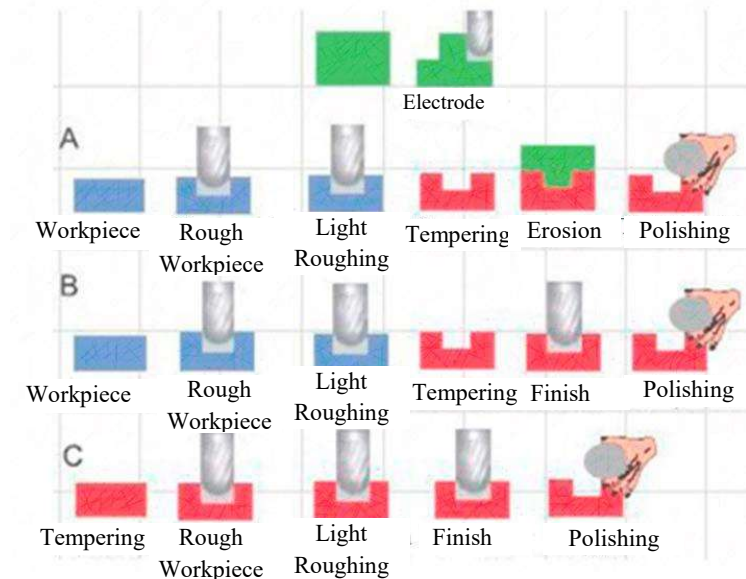 Electrode
A
Workpiece
Rough
Workpiece
Light
Roughing
Tempering
Erosion
Polishing
B
Workpiece
Rough
Workpiece
Light
Roughing
Tempering
Finish
Polishing
C
Tempering
Rough
Workpiece
Light
Roughing
Finish
Polishing